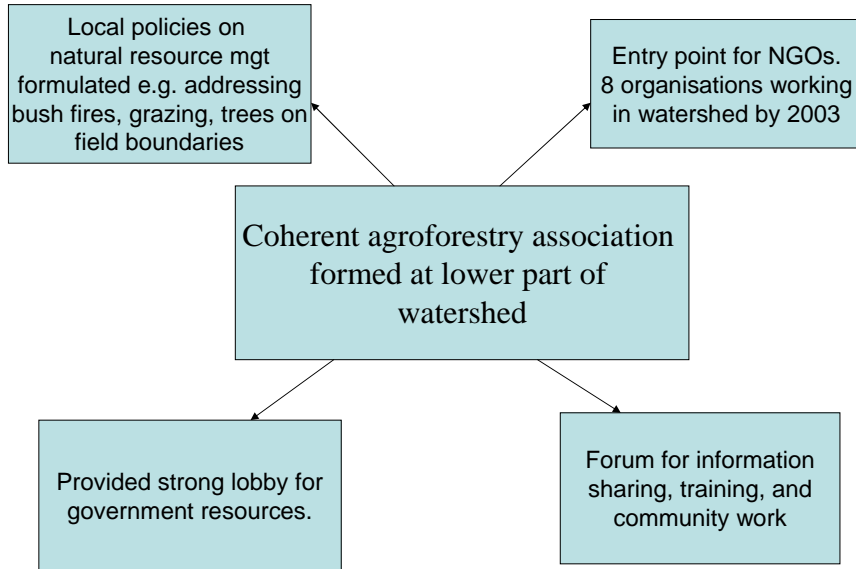 Local policies on
natural resource mgt
formulated e.g. addressing
bush fires, grazing, trees on
field boundaries
Entry point for NGOs.
8 organisations working
in watershed by 2003
Coherent agroforestry association
formed at lower part of
watershed
Provided strong lobby for
government resources.
Forum for information
sharing, training, and
community work